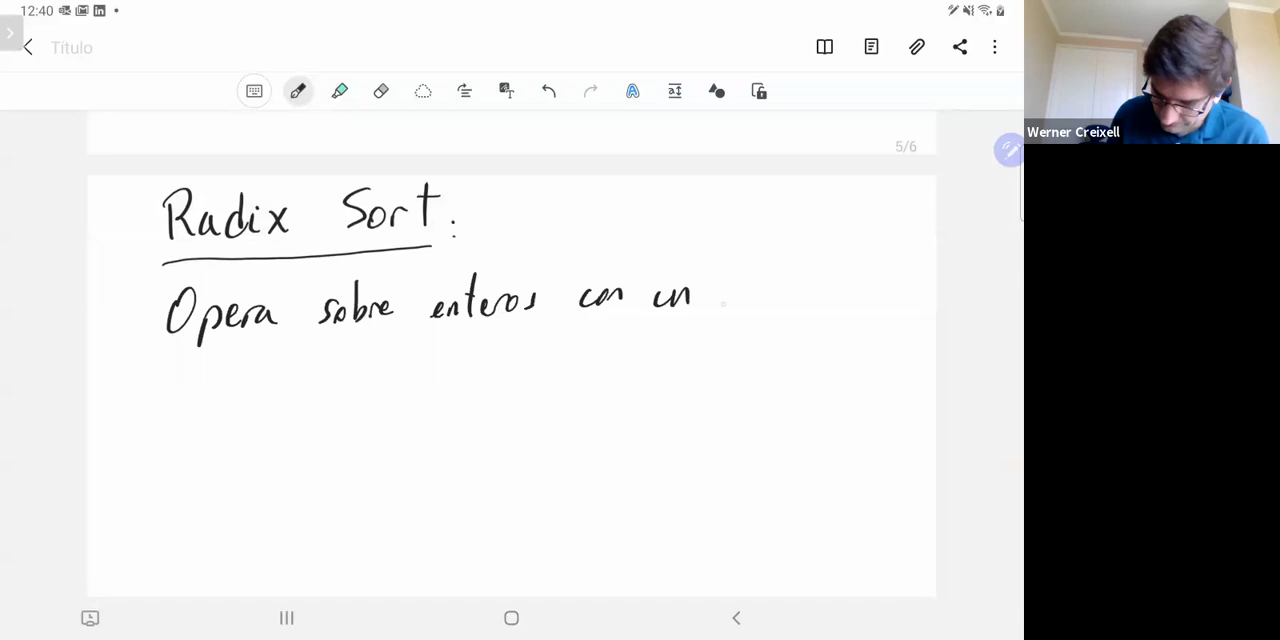 12:40
Título
5/6
Werner Creixell
Radix Sort:
Opera sobre enteros con un